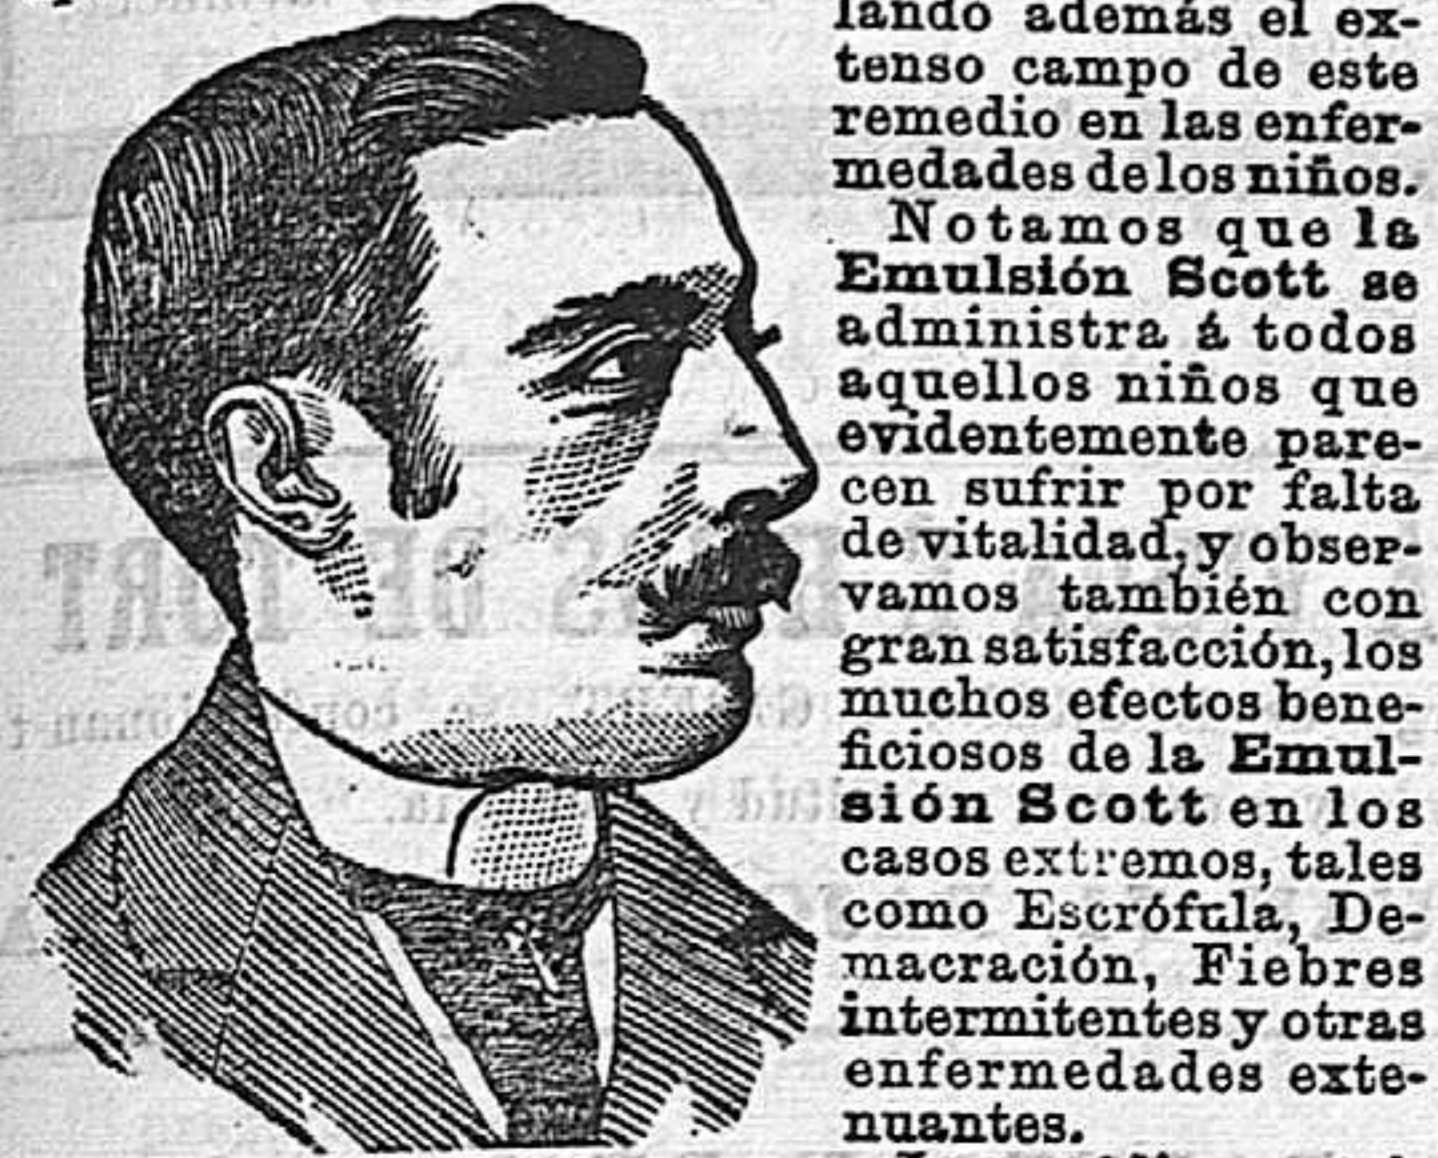 lando además el ex-
tenso campo de este
remedio en las enfer-
medades de los niños.
Notamos que la
Emulsión Scott se
administra á todos
aquellos niños que
evidentemente pare-
cen sufrir por falta
de vitalidad, y obser-
vamos también con
gran satisfacción, los
muchos efectos bene-
ficiosos de la Emul-
sión Scott en los
casos extremos, tales
como Escrófula, De-
macración, Fiebres
intermitentes y otras
enfermedades exte-
nuantes.